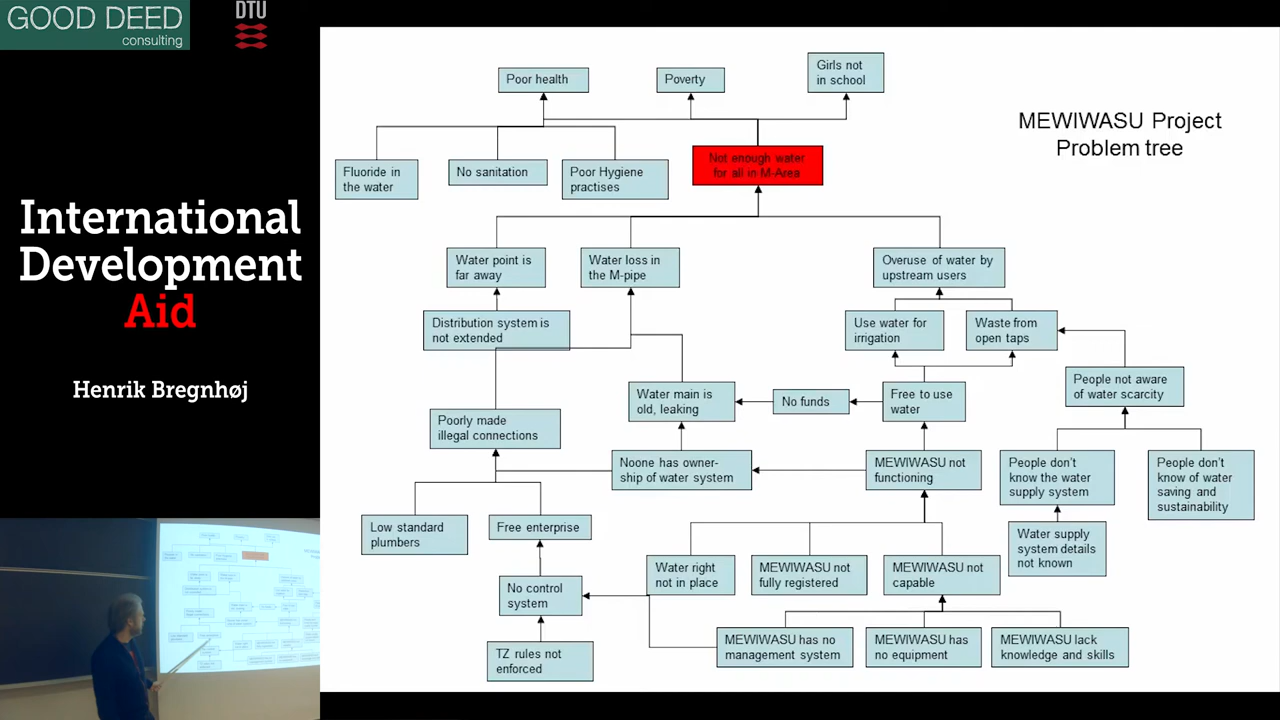 GOOD DEED
consulting
DTU
International
Development
Aid
Henrik Bregnhøj
MEWIWASU Project
Problem tree
Poor health
Poverty
Girls not
in school
Fluoride in
the water
No sanitation
Poor Hygiene
practises
Not enough water
for all in M-Area
Water point is
far away
Water loss in
the M-pipe
Overuse of water by
upstream users
Distribution system is
not extended
Use water for
irrigation
Waste from
open taps
Water main is
old, leaking
No funds
Free to use
water
People not aware
of water scarcity
Poorly made
illegal connections
Noone has owner-
ship of water system
MEWIWASU not
functioning
People don't
know the water
supply system
People don't
know of water
saving and
sustainability
Low standard
plumbers
Free enterprise
Water supply
system details
not known
No control
system
Water right
not in place
MEWIWASU not
fully registered
MEWIWASU not
capable
TZ rules not
enforced
MEWIWASU has no
management system
MEWIWASU has
no equipment
MEWIWASU lack
knowledge and skills